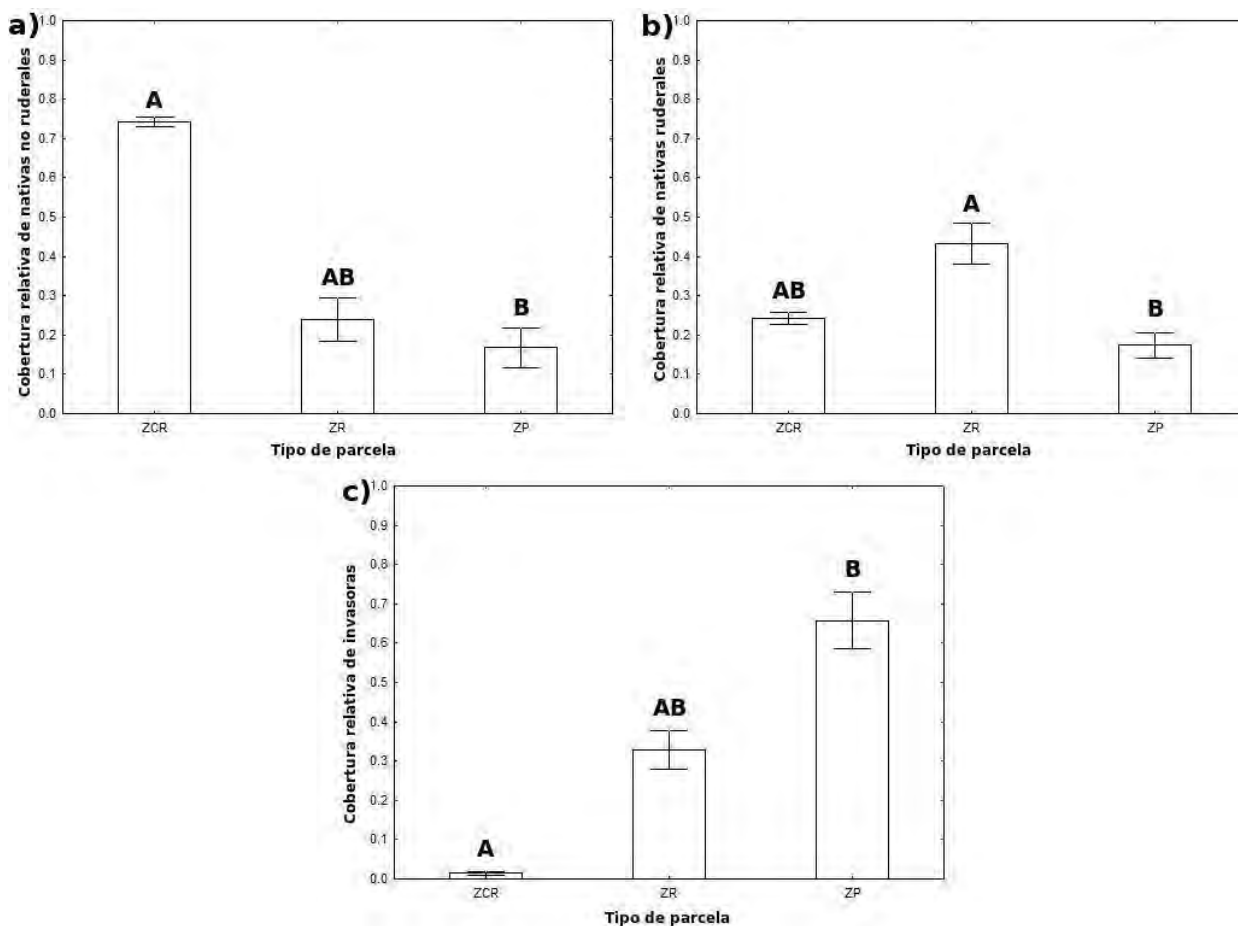 a)
Cobertura relativa de nativas no ruderales
1.0
0.9
0.8
0.7
0.6
0.5
0.4
0.3
0.2
0.1
0.0
A
AB
B
ZCR ZR ZP
Tipo de parcela
b)
Cobertura relativa de nativas ruderales
1.0
0.9
0.8
0.7
0.6
0.5
0.4
0.3
0.2
0.1
0.0
AB
A
B
ZCR ZR ZP
Tipo de parcela
c)
Cobertura relativa de invasoras
1.0
0.9
0.8
0.7
0.6
0.5
0.4
0.3
0.2
0.1
0.0
A
AB
B
ZCR ZR ZP
Tipo de parcela